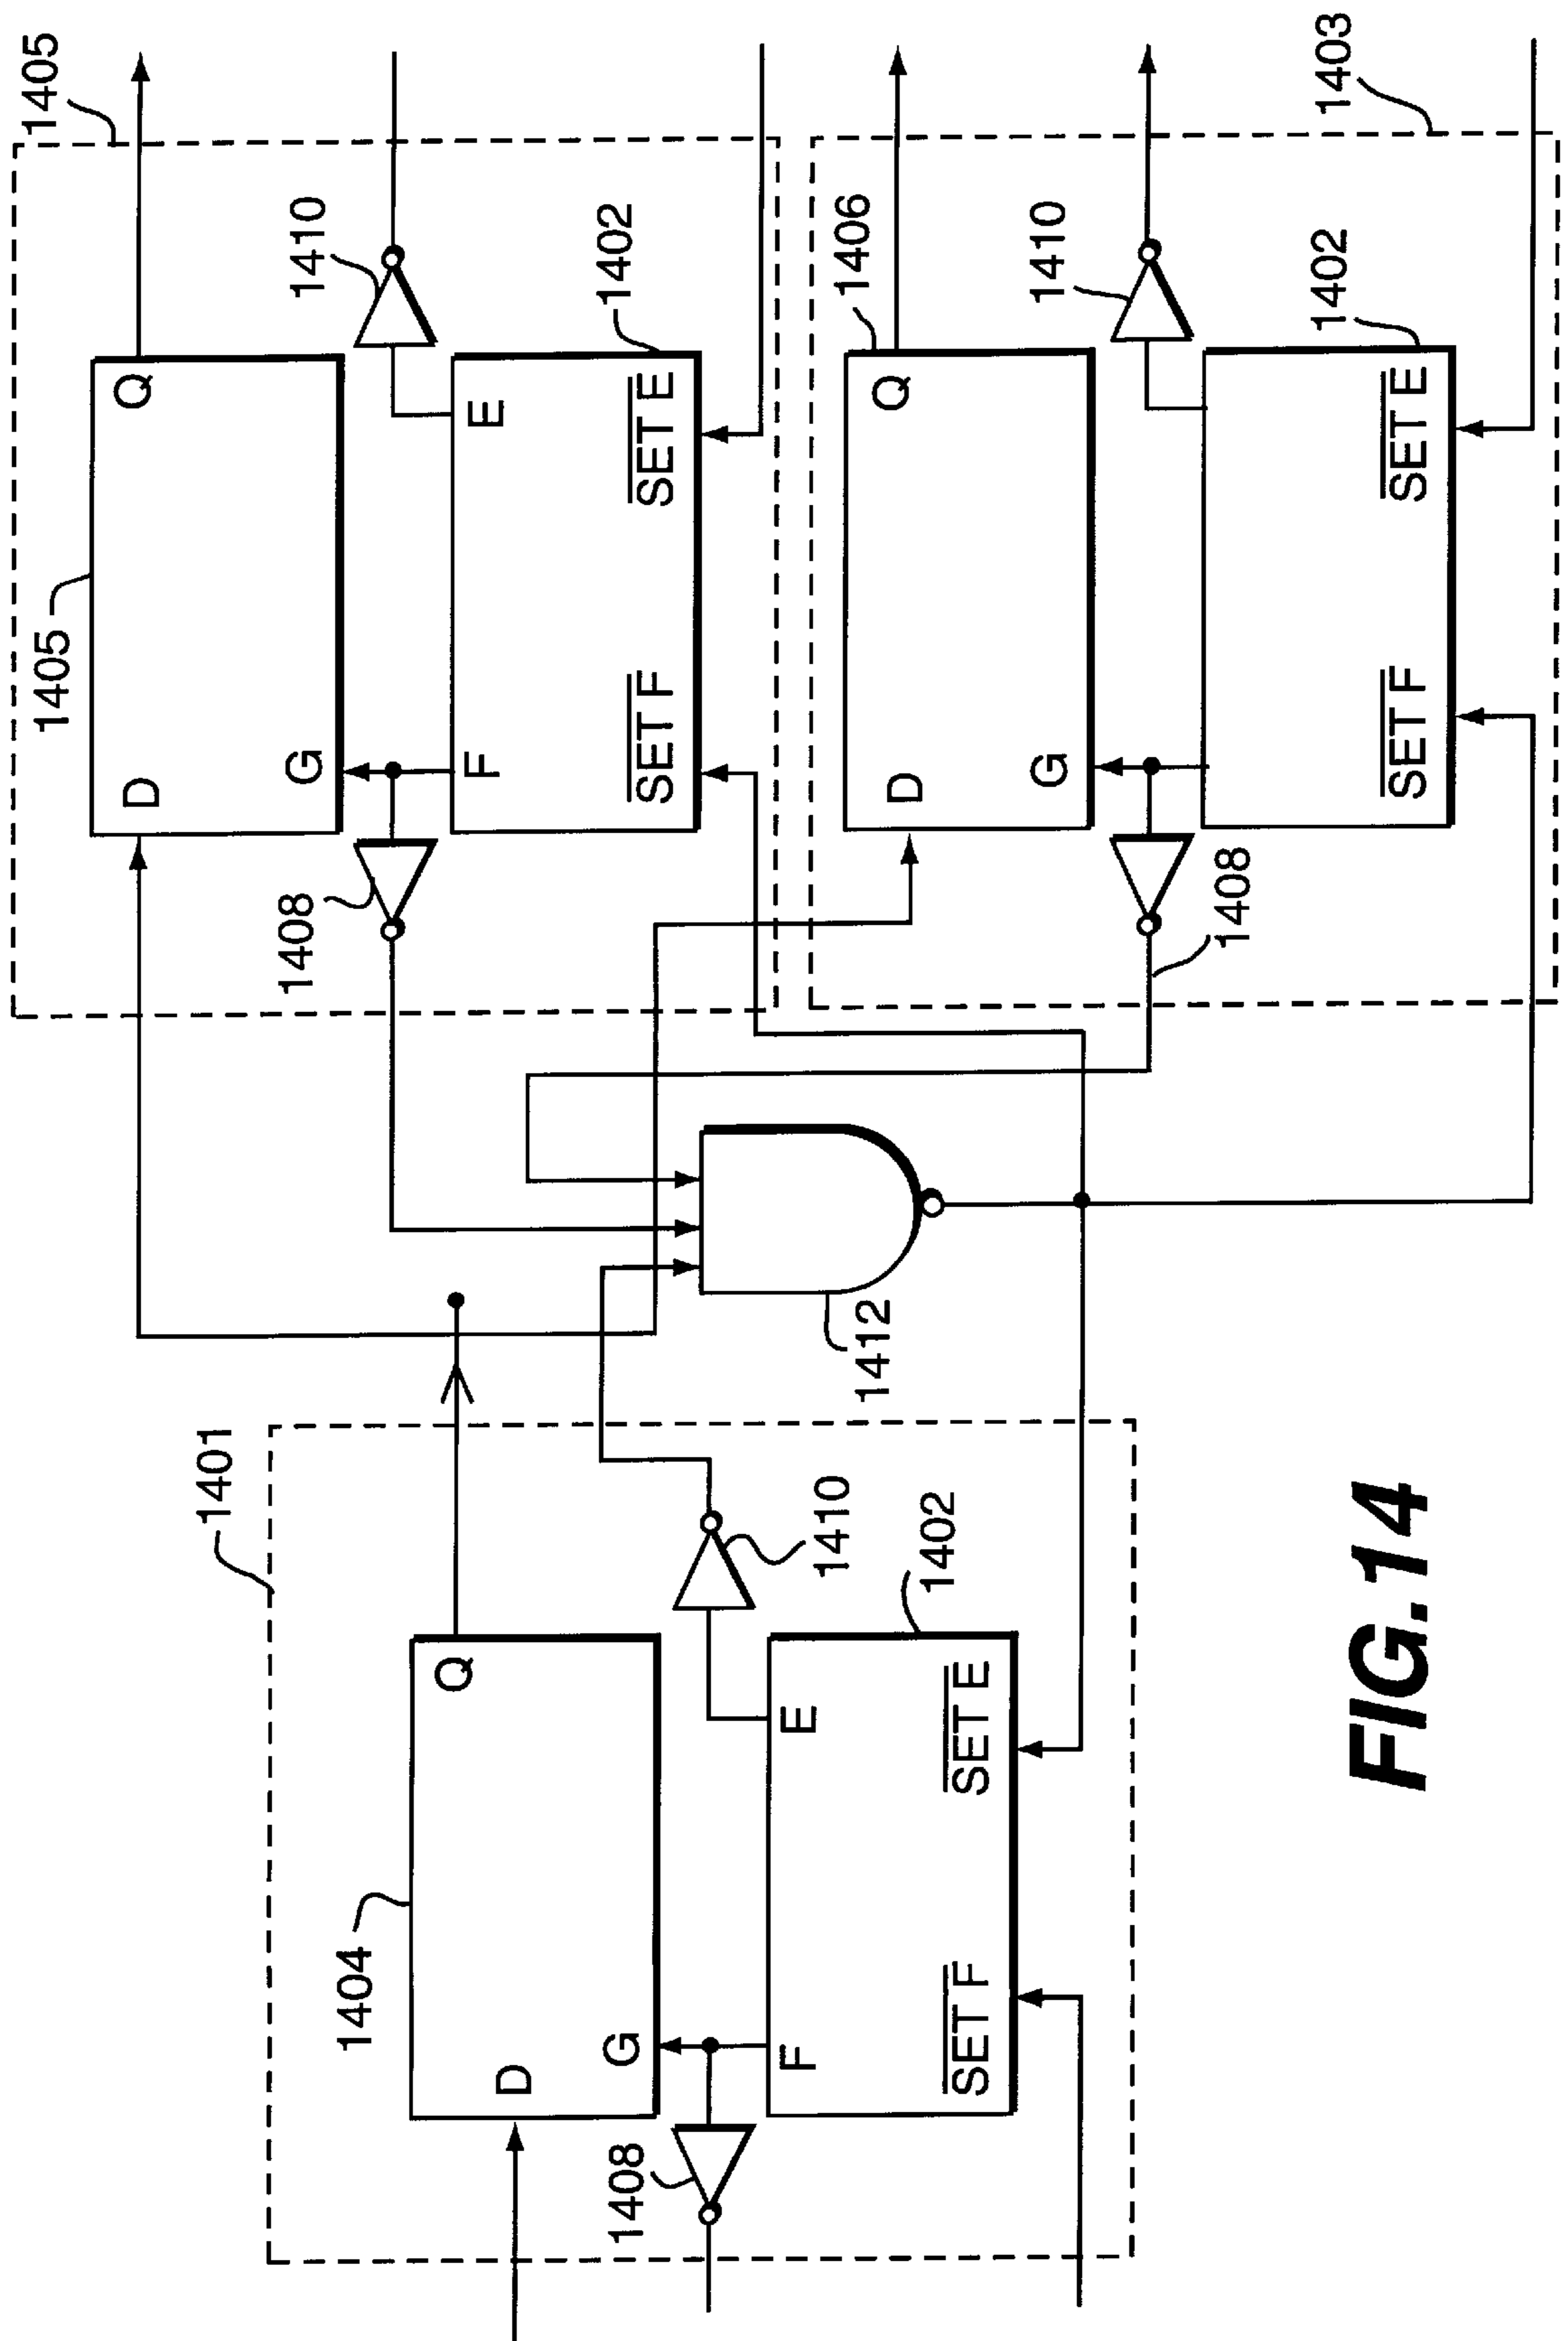 1401
1404
Q
D
G
1408
1410
F
E
1402
SET F
SET E
1412
1405
1405
Q
D
G
1408
1410
F
E
1402
SET F
SET E
1403
1406
Q
D
G
1408
1410
1402
SET F
SET E
FIG.14